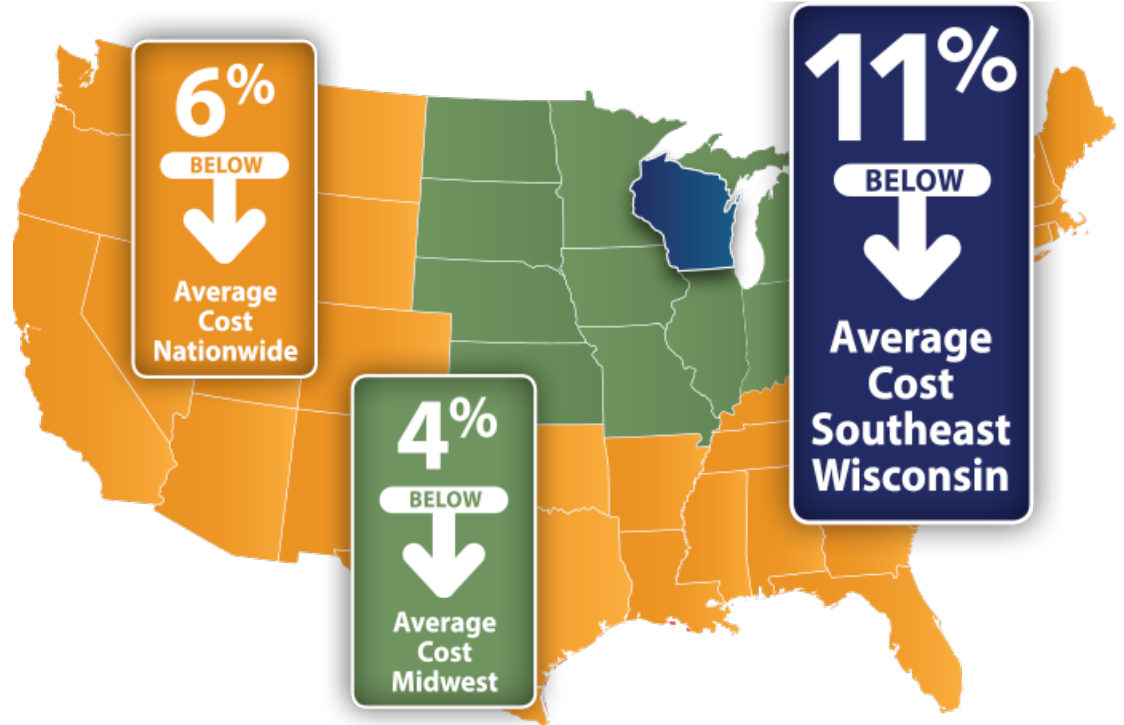 6%
BELOW
Average
Cost
Nationwide
4%
BELOW
Average
Cost
Midwest
11%
BELOW
Average
Cost
Southeast
Wisconsin